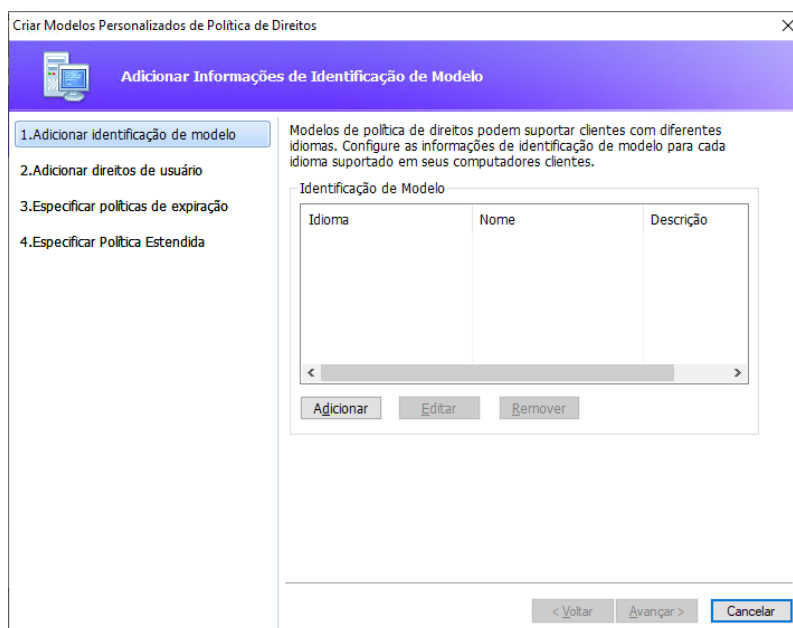 Criar Modelos Personalizados de Política de Direitos
Adicionar Informações de Identificação de Modelo
1.Adicionar identificação de modelo
2.Adicionar direitos de usuário
3.Especificar políticas de expiração
4.Especificar Política Estendida
Modelos de política de direitos podem suportar clientes com diferentes
idiomas. Configure as informações de identificação de modelo para cada
idioma suportado em seus computadores clientes.
Identificação de Modelo
Idioma Nome Descrição
Adicionar Editar Remover
< Voltar Avançar > Cancelar